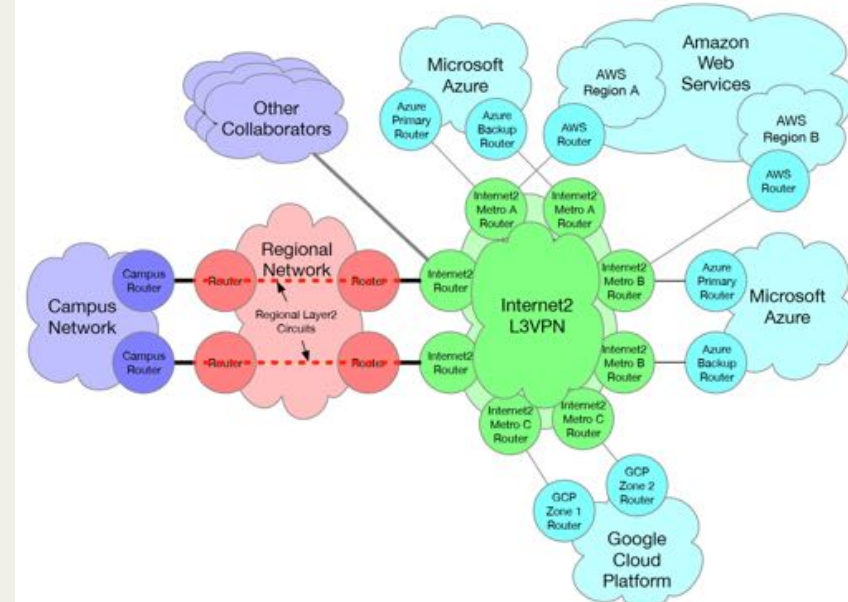 Microsoft
Azure
Azure
Primary
Router
Azure
Backup
Router
Amazon
Web
Services
AWS
Region A
AWS
Router
AWS
Region B
AWS
Router
Other
Collaborators
Internet2
Metro A
Router
Internet2
Metro A
Router
Campus
Network
Campus
Router
Campus
Router
Regional
Network
Router
Router
Regional Layer2
Circuits
Router
Router
Internet2
Router
Internet2
Router
Internet2
L3VPN
Internet2
Metro B
Router
Internet2
Metro B
Router
Azure
Primary
Router
Azure
Backup
Router
Microsoft
Azure
Internet2
Metro C
Router
Internet2
Metro C
Router
GCP
Zone 1
Router
GCP
Zone 2
Router
Google
Cloud
Platform